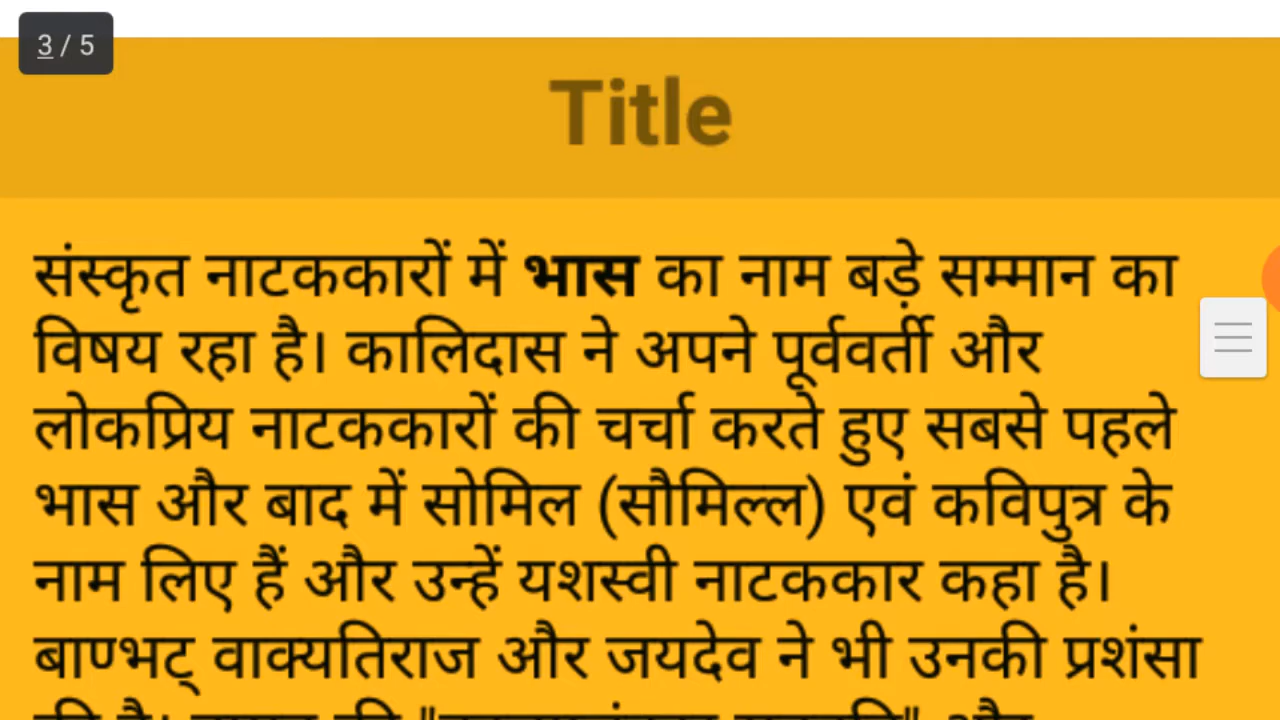 3 / 5
Title
संस्कृत नाटककारों में भास का नाम बड़े सम्मान का
विषय रहा है। कालिदास ने अपने पूर्ववर्ती और
लोकप्रिय नाटककारों की चर्चा करते हुए सबसे पहले
भास और बाद में सोमिल (सौमिल्ल) एवं कविपुत्र के
नाम लिए हैं और उन्हें यशस्वी नाटककार कहा है।
बाणभट् वाक्यतिराज और जयदेव ने भी उनकी प्रशंसा